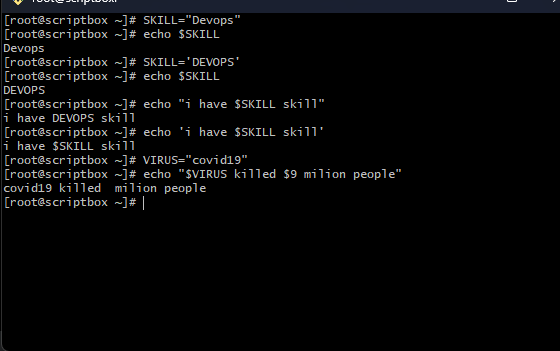 [root@scriptbox ~]# SKILL="Devops"
[root@scriptbox ~]# echo $SKILL
Devops
[root@scriptbox ~]# SKILL='DEVOPS'
[root@scriptbox ~]# echo $SKILL
DEVOPS
[root@scriptbox ~]# echo "i have $SKILL skill"
i have DEVOPS skill
[root@scriptbox ~]# echo 'i have $SKILL skill'
i have $SKILL skill
[root@scriptbox ~]# VIRUS="covid19"
[root@scriptbox ~]# echo "$VIRUS killed $9 milion people"
covid19 killed  milion people
[root@scriptbox ~]#